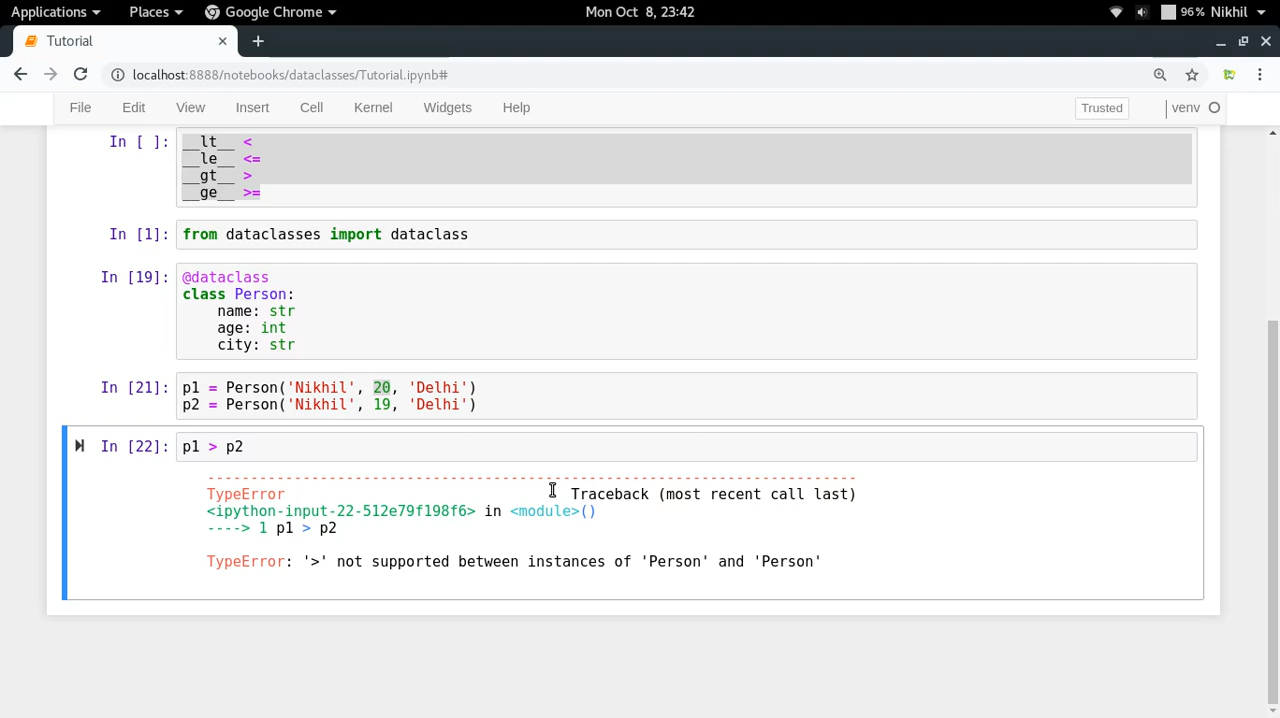 Applications Places Google Chrome Mon Oct 8, 23:42 96% Nikhil
Tutorial
localhost:8888/notebooks/dataclasses/Tutorial.ipynb#
File Edit View Insert Cell Kernel Widgets Help Trusted venv
In [ ]: __lt__ <
__le__ <=
__gt__ >
__ge__ >=
In [1]: from dataclasses import dataclass
In [19]: @dataclass
class Person:
    name: str
    age: int
    city: str
In [21]: p1 = Person('Nikhil', 20, 'Delhi')
p2 = Person('Nikhil', 19, 'Delhi')
In [22]: p1 > p2
---------------------------------------------------------------------------
TypeError                                 Traceback (most recent call last)
<ipython-input-22-512e79f198f6> in <module>()
----> 1 p1 > p2
TypeError: '>' not supported between instances of 'Person' and 'Person'